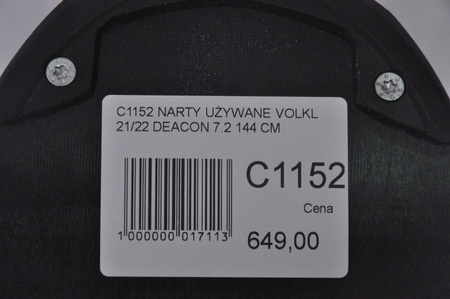 C1152 NARTY UŻYWANE VOLKL
21/22 DEACON 7.2 144 CM
C1152
Cena
1 000000 017113
649,00